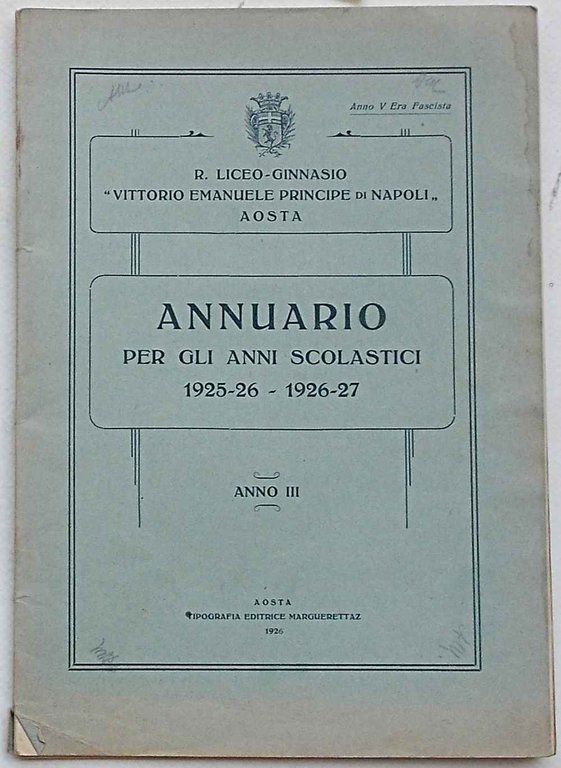 Anno V Era Fascista
R. LICEO-GINNASIO
“VITTORIO EMANUELE PRINCIPE DI NAPOLI„
AOSTA
ANNUARIO
PER GLI ANNI SCOLASTICI
1925-26 - 1926-27
ANNO III
AOSTA
TIPOGRAFIA EDITRICE MARGUERETTAZ
1926